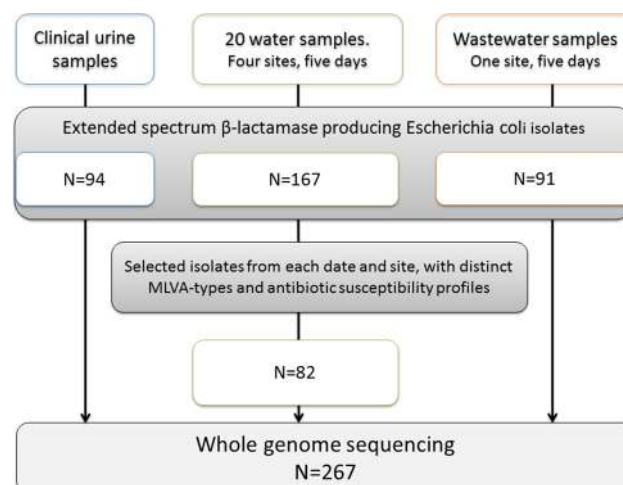 Clinical urine
samples
20 water samples.
Four sites, five days
Wastewater samples
One site, five days
Extended spectrum β-lactamase producing Escherichia coli isolates
N=94
N=167
N=91
Selected isolates from each date and site, with distinct
MLVA-types and antibiotic susceptibility profiles
N=82
Whole genome sequencing
N=267